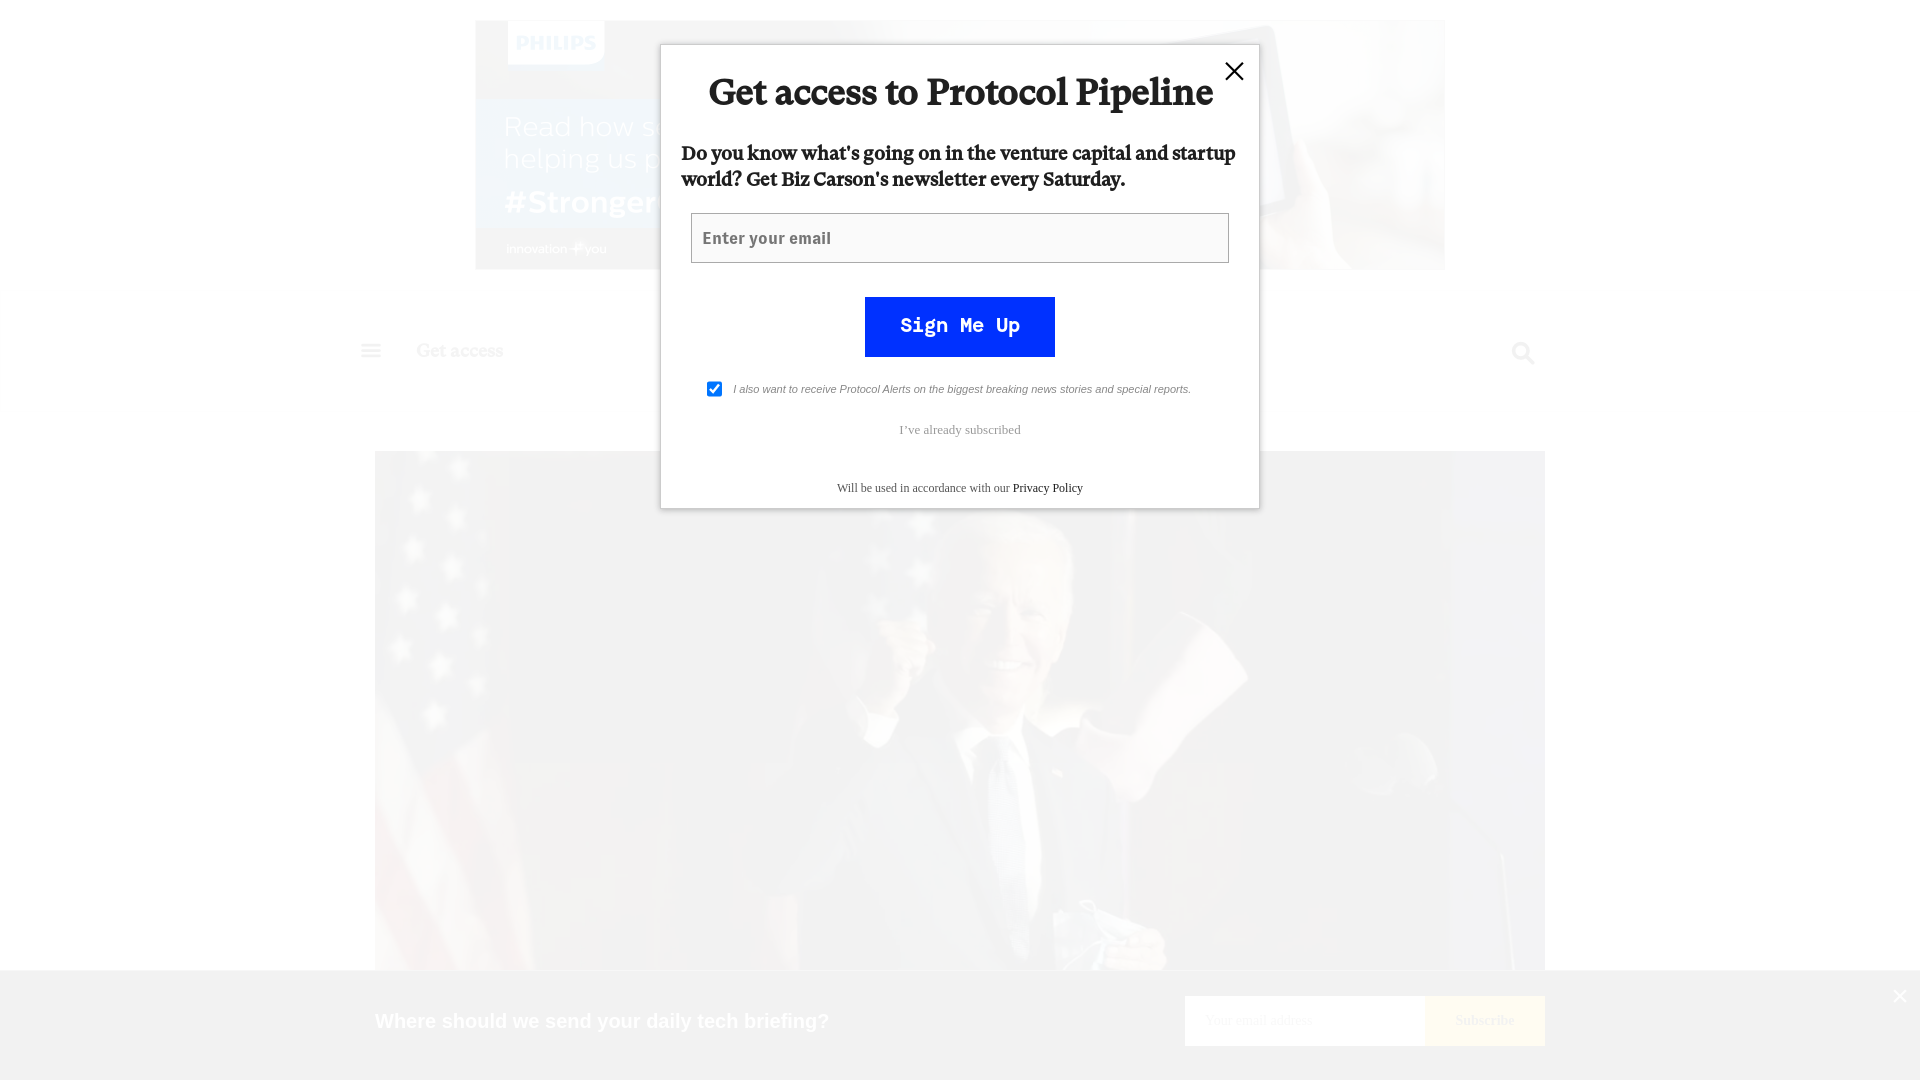 PHILIPS
Read how s
helping us p
#Stronger
innovation + you
Get access to Protocol Pipeline
Do you know what's going on in the venture capital and startup
world? Get Biz Carson's newsletter every Saturday.
Enter your email
Sign Me Up
I also want to receive Protocol Alerts on the biggest breaking news stories and special reports.
I’ve already subscribed
Will be used in accordance with our Privacy Policy
Get access
Where should we send your daily tech briefing?
Your email address
Subscribe